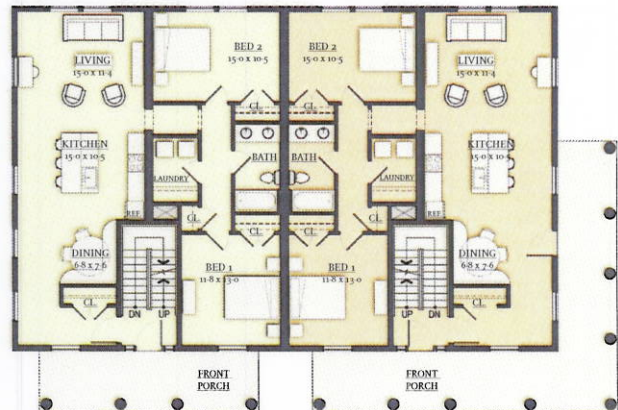 LIVING
15-0 x 11-4
BED 2
15-0 x 10-5
BED 2
15-0 x 10-5
LIVING
15-0 x 11-4
CL.
CL.
KITCHEN
15-0 x 10-5
LAUNDRY
BATH
BATH
LAUNDRY
KITCHEN
15-0 x 10-5
REF.
CL.
CL.
CL.
CL.
REF.
DINING
6-8 x 7-6
BED 1
11-8 x 13-0
BED 1
11-8 x 13-0
DINING
6-8 x 7-6
CL.
CL.
DN
UP
UP
DN
FRONT
PORCH
FRONT
PORCH